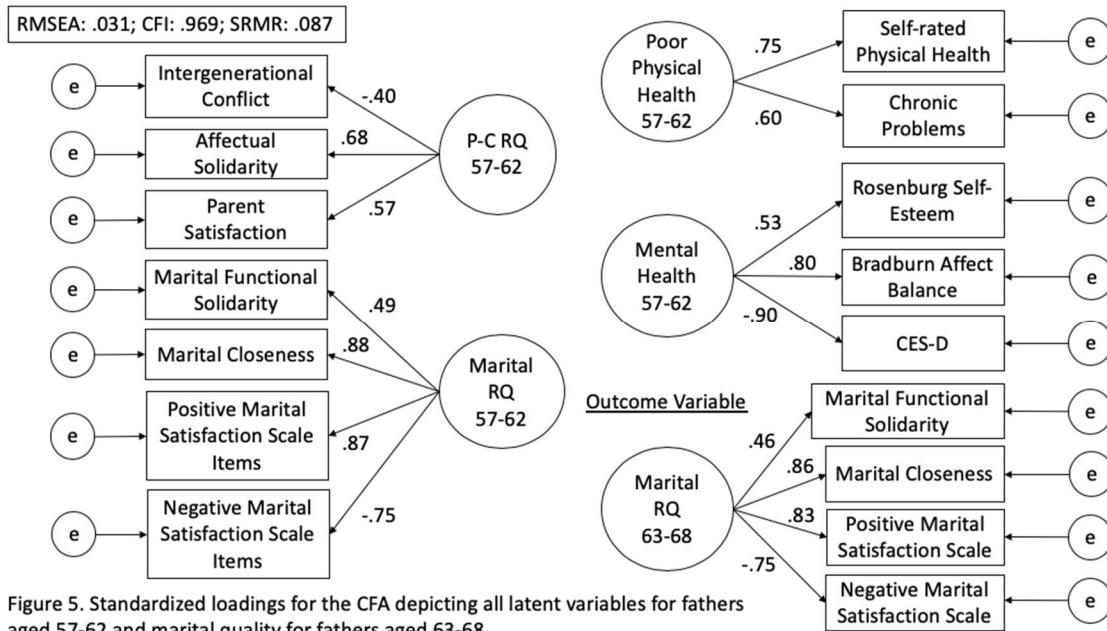 RMSEA: .031; CFI: .969; SRMR: .087
e
Intergenerational
Conflict
-.40
e
Affectual
Solidarity
.68
P-C RQ
57-62
e
Parent
Satisfaction
.57
e
Marital Functional
Solidarity
.49
e
Marital Closeness
.88
Marital
RQ
57-62
e
Positive Marital
Satisfaction Scale
Items
.87
e
Negative Marital
Satisfaction Scale
Items
-.75
Poor
Physical
Health
57-62
.75
Self-rated
Physical Health
e
.60
Chronic
Problems
e
Mental
Health
57-62
.53
Rosenburg Self-
Esteem
e
.80
Bradburn Affect
Balance
e
-.90
CES-D
e
Outcome Variable
Marital
RQ
63-68
.46
Marital Functional
Solidarity
e
.86
Marital Closeness
e
.83
Positive Marital
Satisfaction Scale
e
-.75
Negative Marital
Satisfaction Scale
e
Figure 5. Standardized loadings for the CFA depicting all latent variables for fathers
aged 57-62 and marital quality for fathers aged 63-68